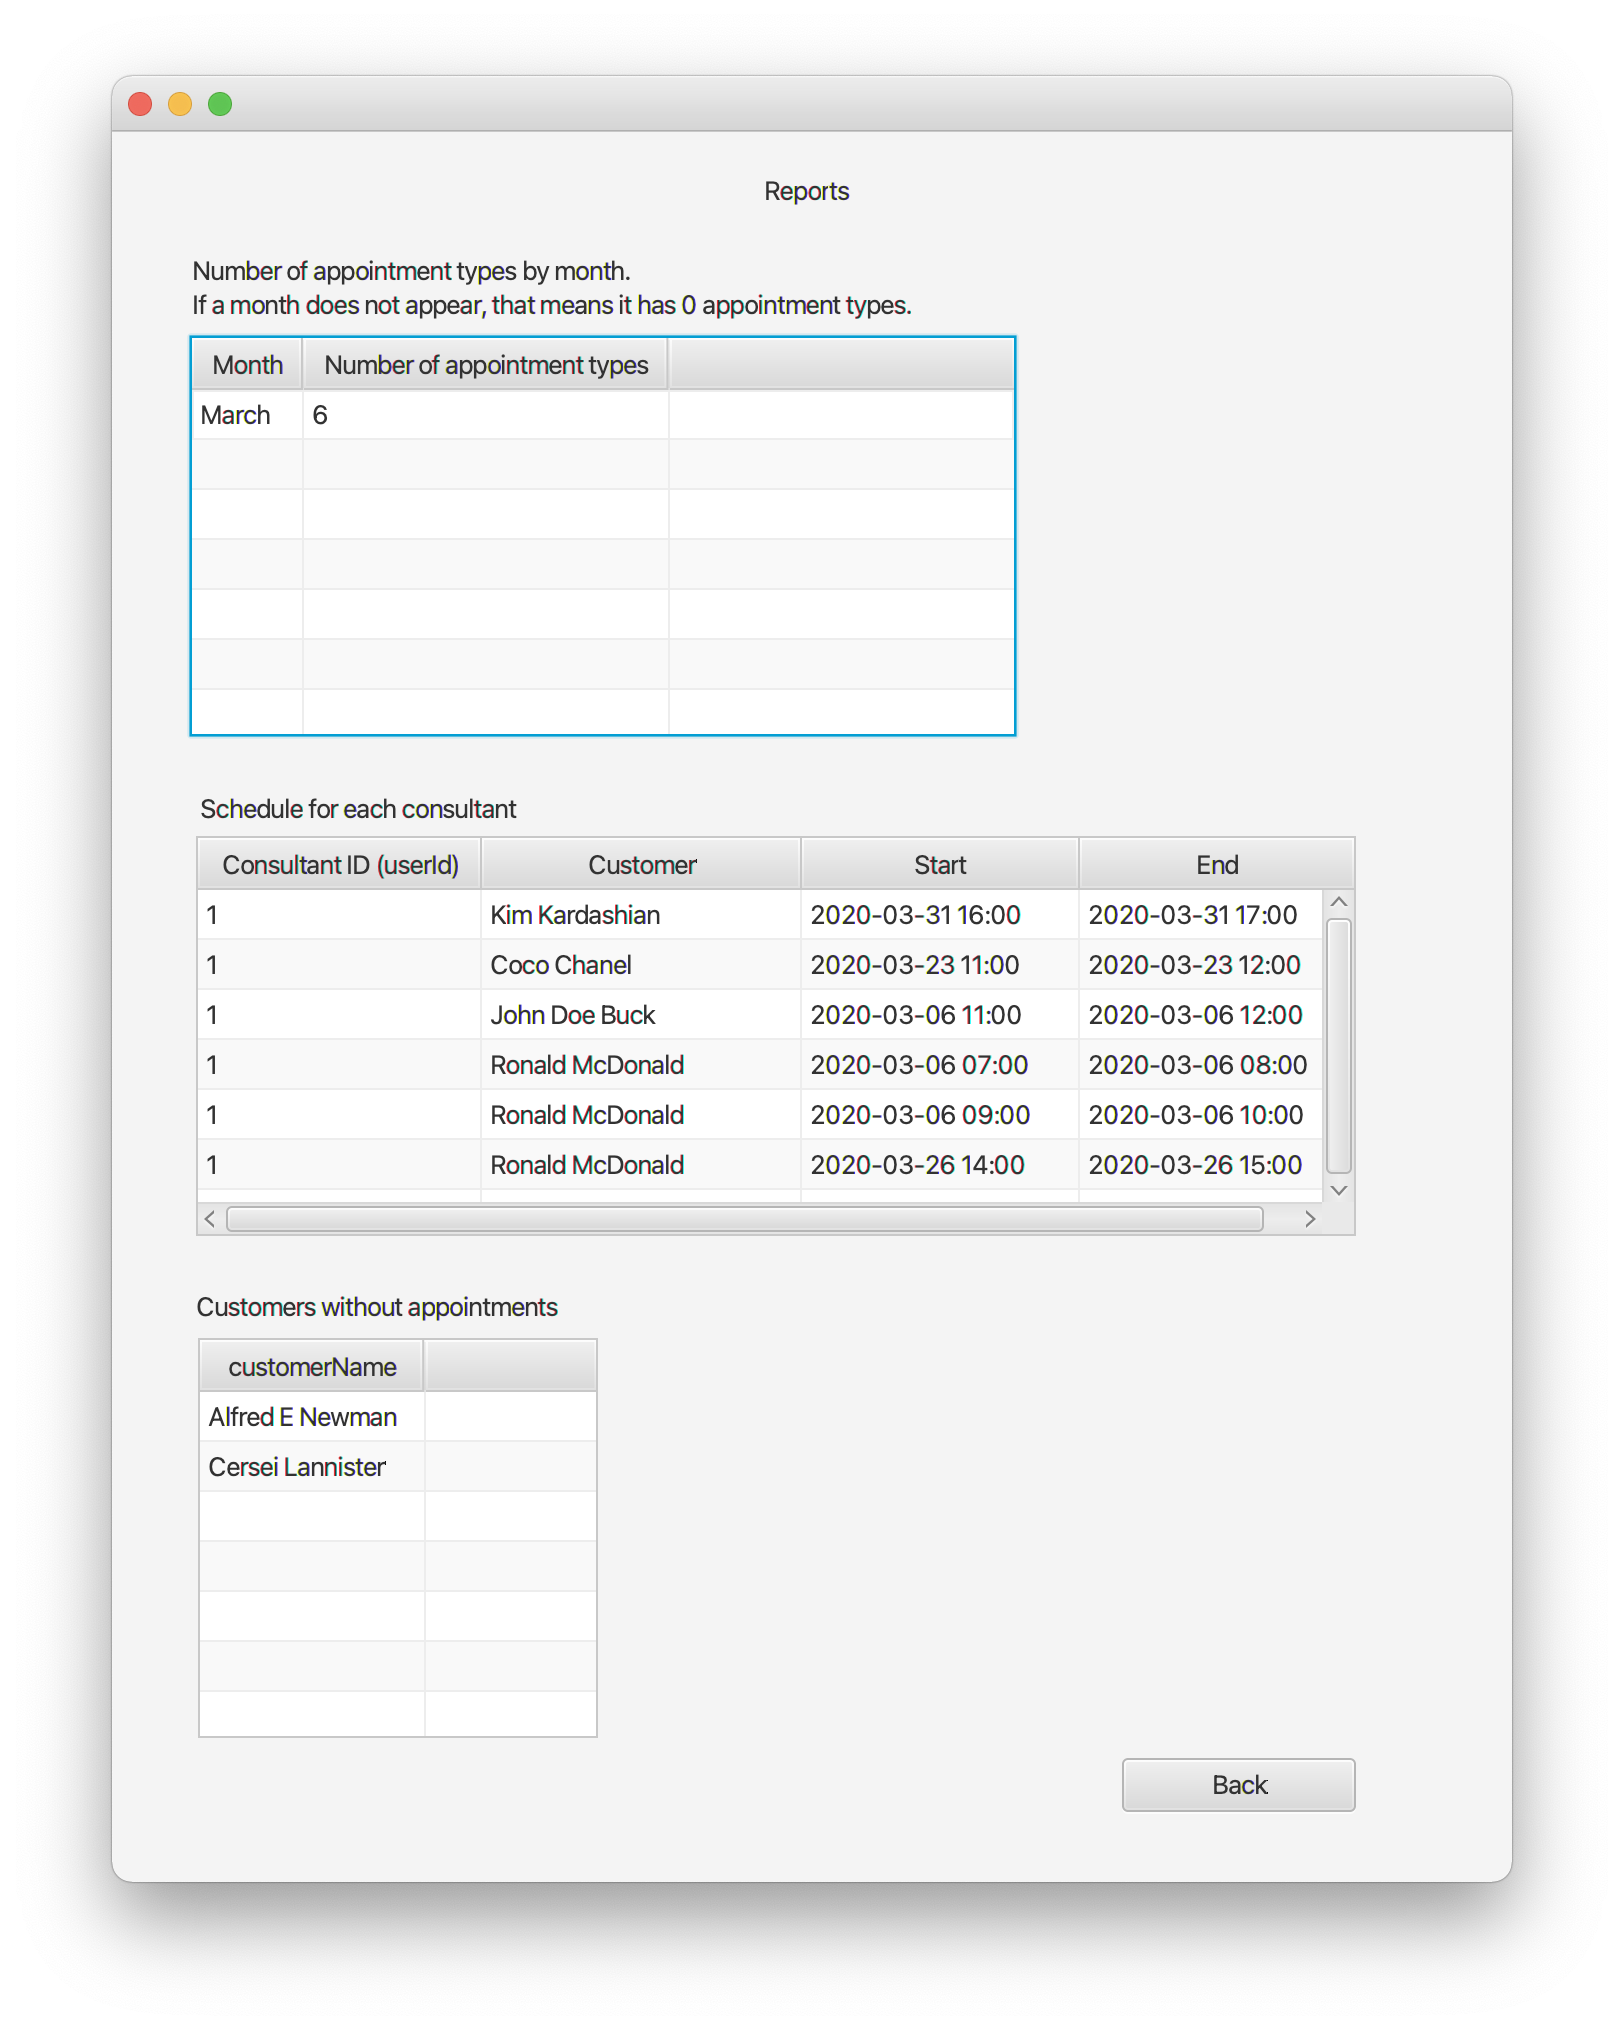 Reports
Number of appointment types by month.
If a month does not appear, that means it has 0 appointment types.
Month Number of appointment types
March 6
Schedule for each consultant
Consultant ID (userId) Customer Start End
1 Kim Kardashian 2020-03-31 16:00 2020-03-31 17:00
1 Coco Chanel 2020-03-23 11:00 2020-03-23 12:00
1 John Doe Buck 2020-03-06 11:00 2020-03-06 12:00
1 Ronald McDonald 2020-03-06 07:00 2020-03-06 08:00
1 Ronald McDonald 2020-03-06 09:00 2020-03-06 10:00
1 Ronald McDonald 2020-03-26 14:00 2020-03-26 15:00
Customers without appointments
customerName
Alfred E Newman
Cersei Lannister
Back